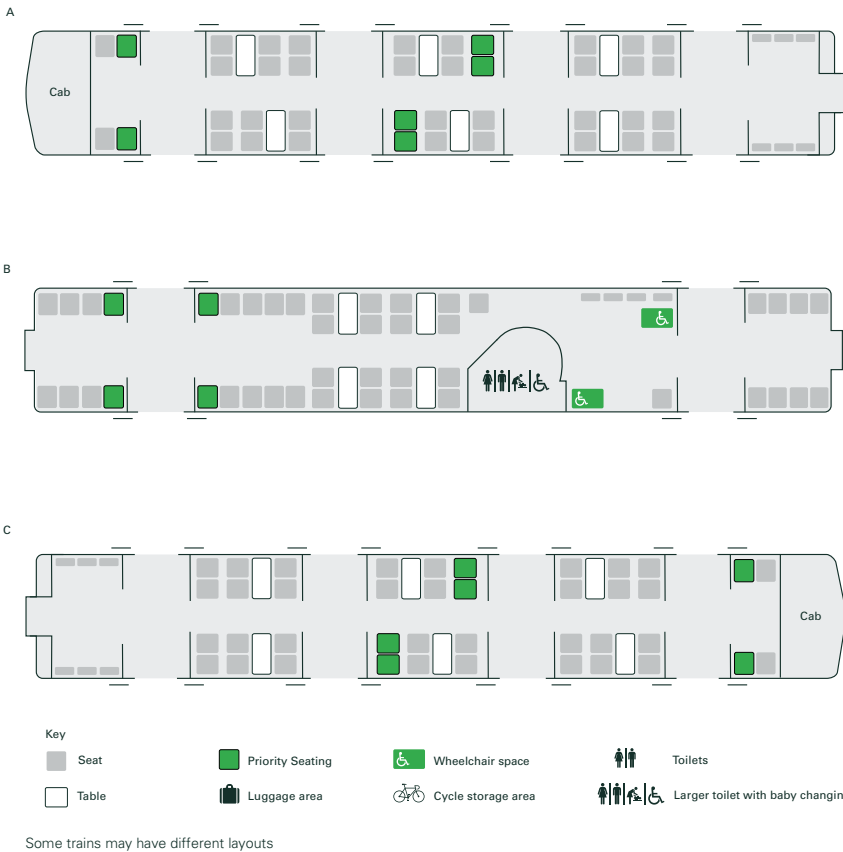 A
Cab
B
C
Cab
Key
Seat
Priority Seating
Wheelchair space
Toilets
Table
Luggage area
Cycle storage area
Larger toilet with baby changin
Some trains may have different layouts